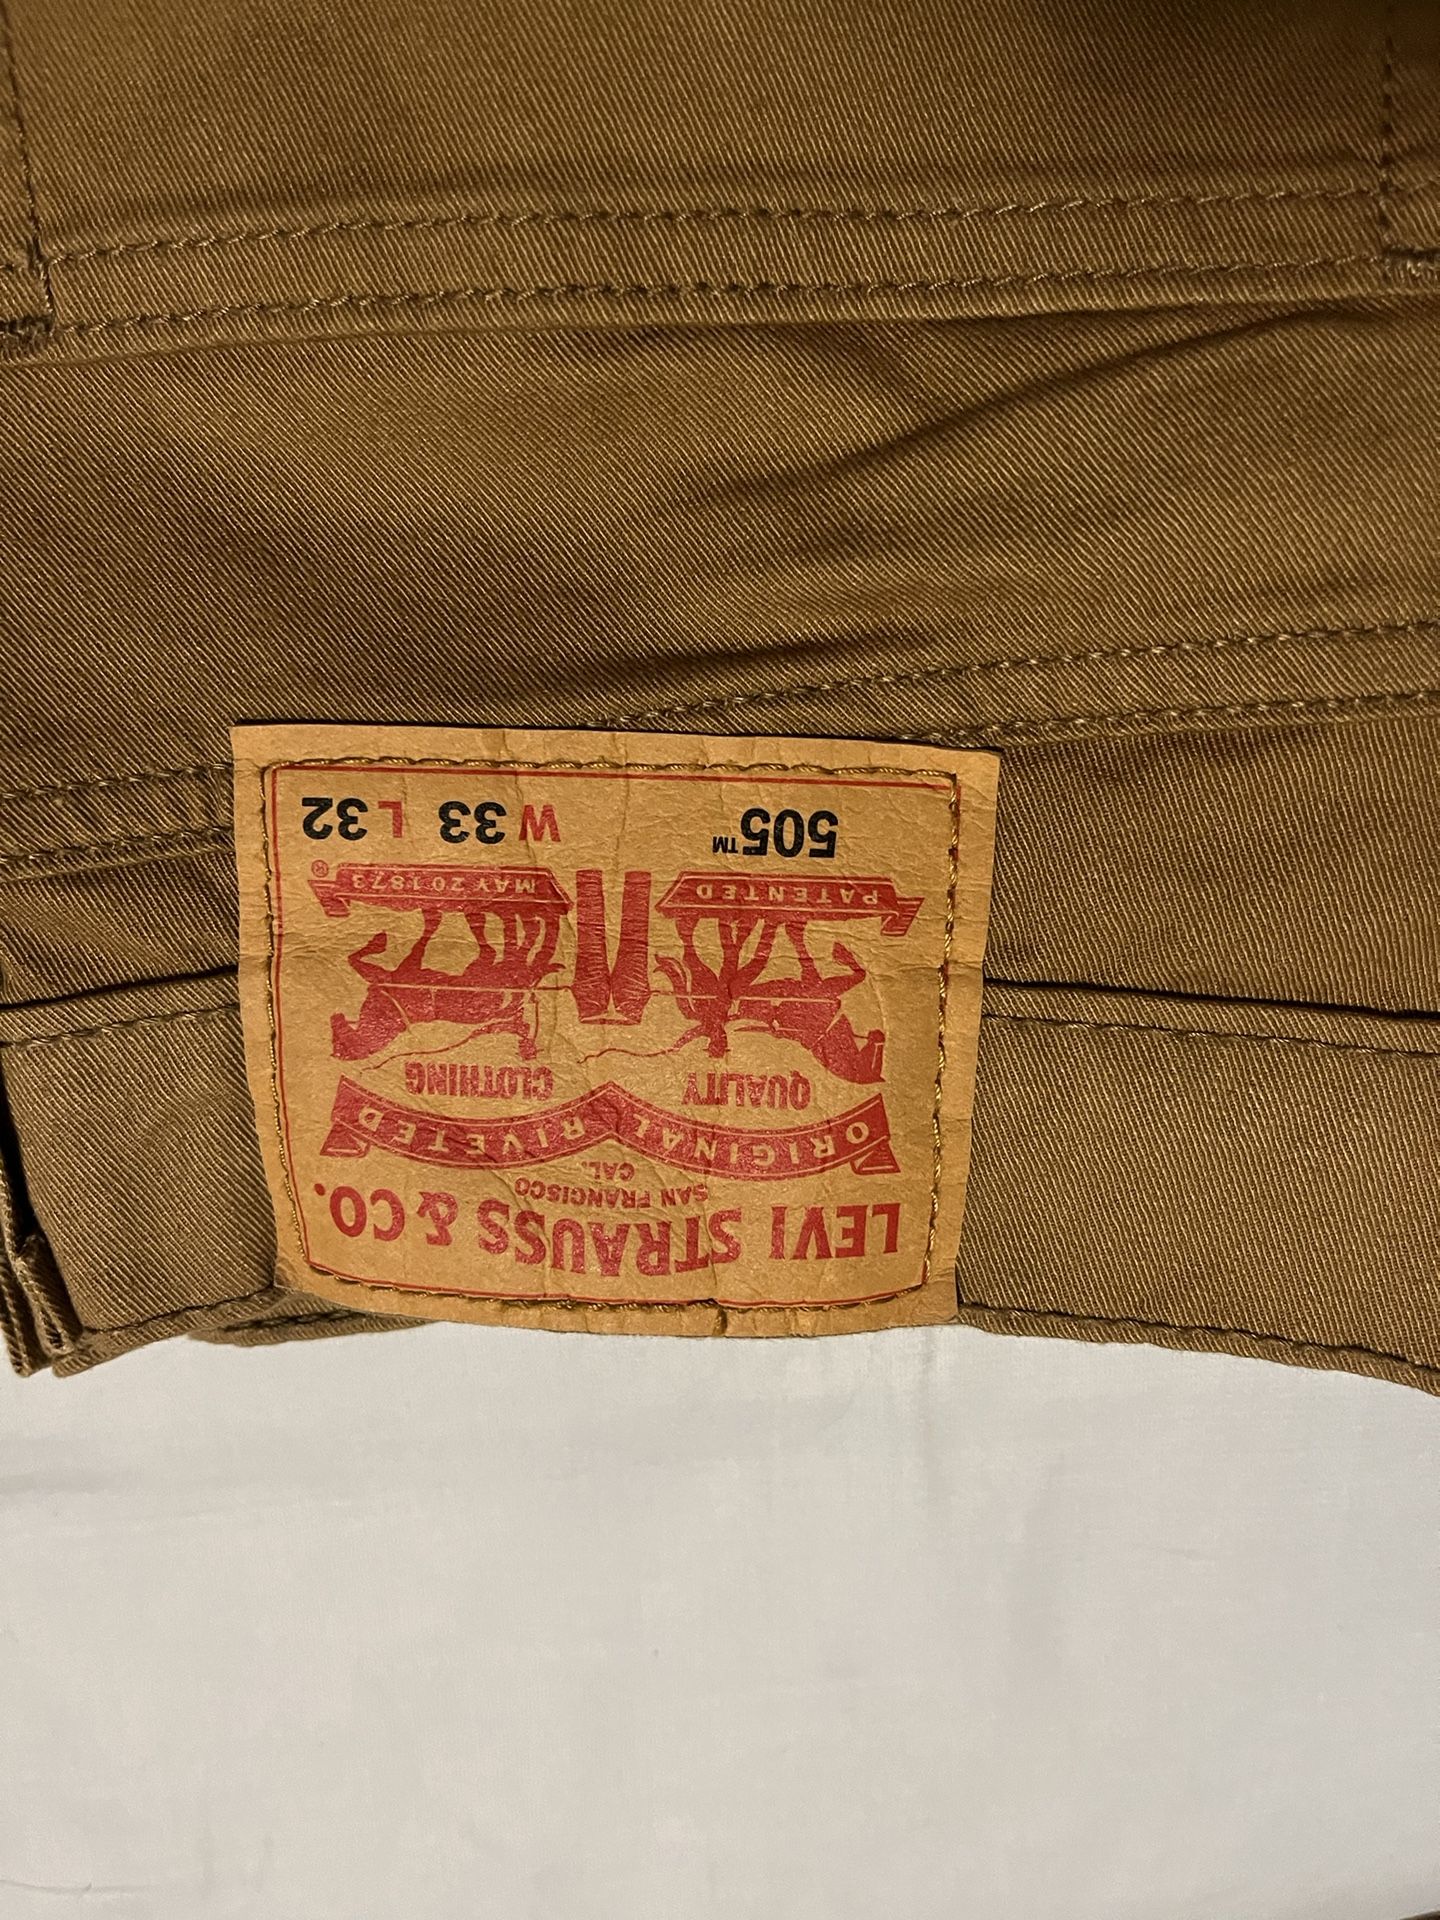 LEVI STRAUSS & CO.
SAN FRANCISCO
CAL.
ORIGINAL RIVETED
QUALITY CLOTHING
PATENTED MAY 20 1873 ®
505™ W 33 L 32